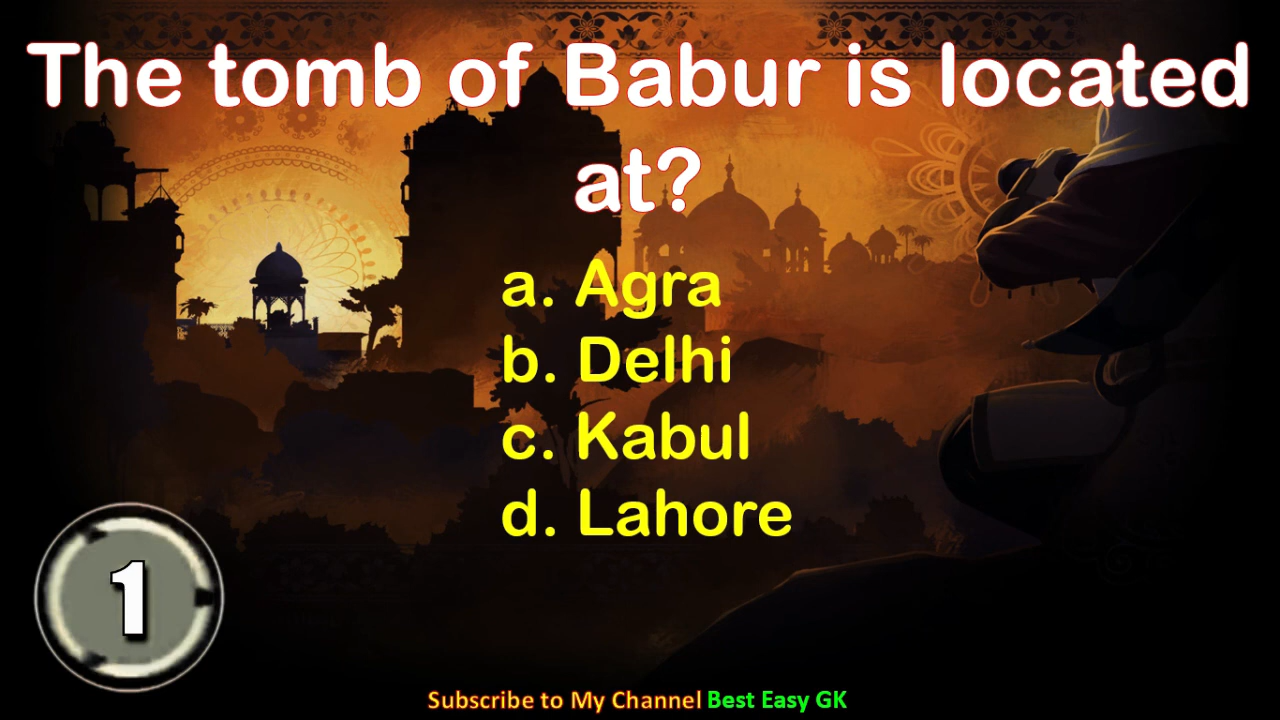 The tomb of Babur is located
at?
a. Agra
b. Delhi
c. Kabul
d. Lahore
1
Subscribe to My Channel Best Easy GK